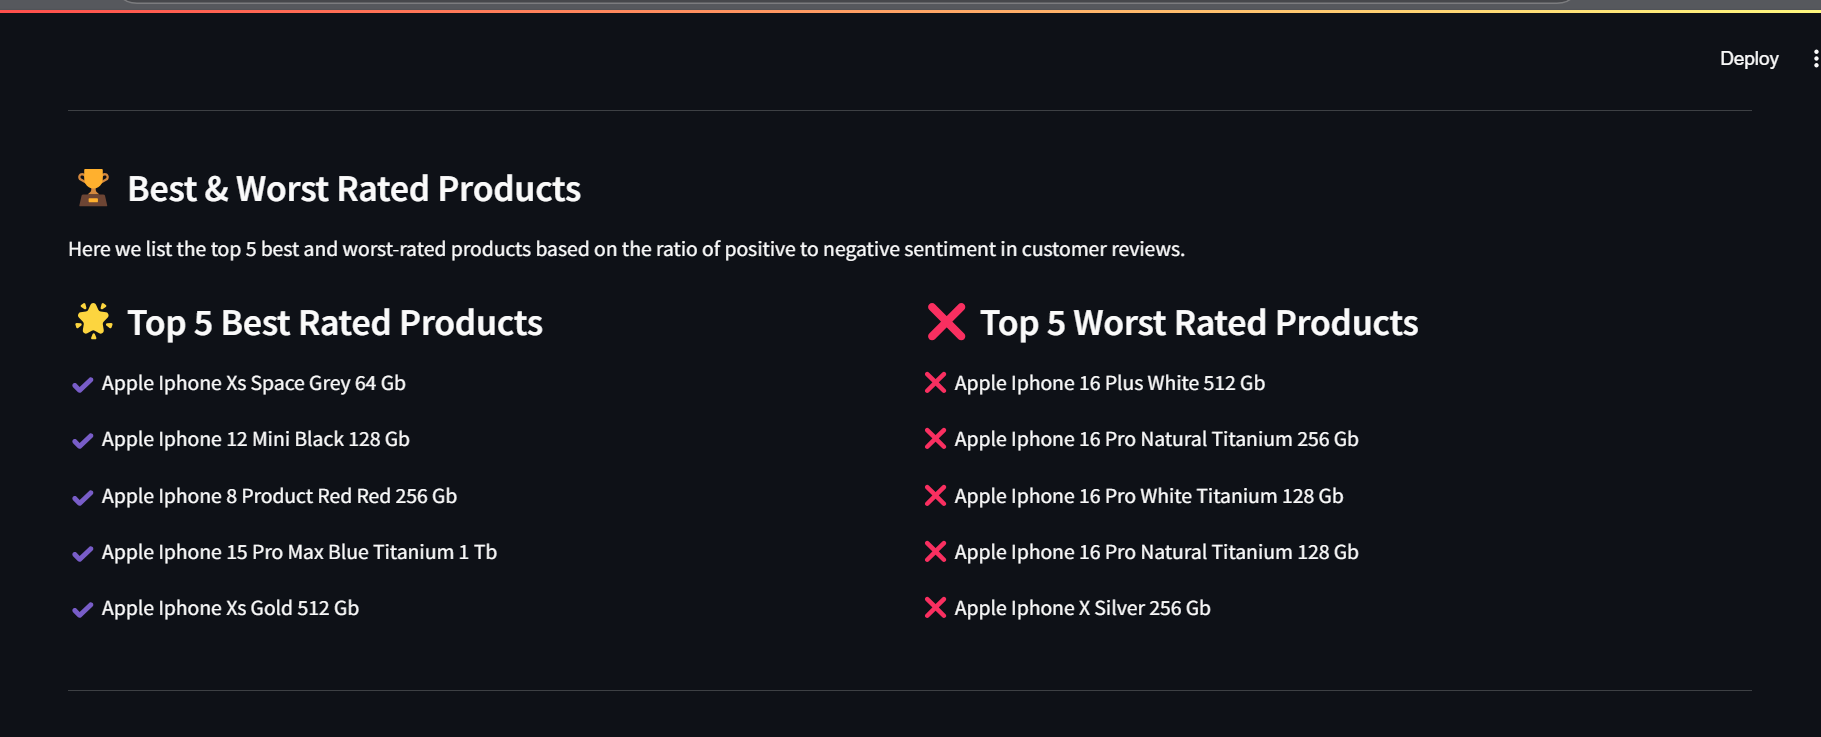 Deploy
Best & Worst Rated Products
Here we list the top 5 best and worst-rated products based on the ratio of positive to negative sentiment in customer reviews.
Top 5 Best Rated Products
Apple Iphone Xs Space Grey 64 Gb
Apple Iphone 12 Mini Black 128 Gb
Apple Iphone 8 Product Red Red 256 Gb
Apple Iphone 15 Pro Max Blue Titanium 1 Tb
Apple Iphone Xs Gold 512 Gb
Top 5 Worst Rated Products
Apple Iphone 16 Plus White 512 Gb
Apple Iphone 16 Pro Natural Titanium 256 Gb
Apple Iphone 16 Pro White Titanium 128 Gb
Apple Iphone 16 Pro Natural Titanium 128 Gb
Apple Iphone X Silver 256 Gb